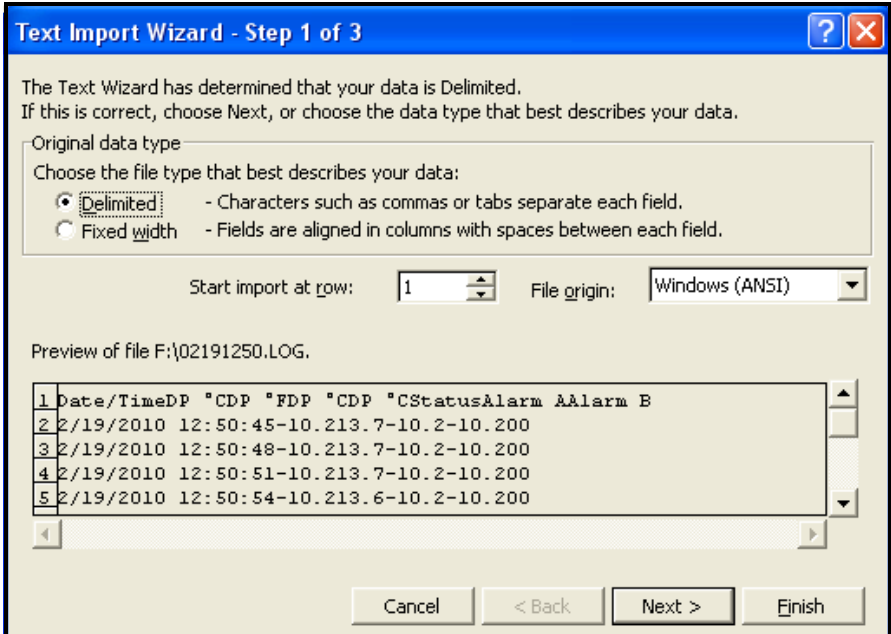 Text Import Wizard - Step 1 of 3
The Text Wizard has determined that your data is Delimited.
If this is correct, choose Next, or choose the data type that best describes your data.
Original data type
Choose the file type that best describes your data:
Delimited - Characters such as commas or tabs separate each field.
Fixed width - Fields are aligned in columns with spaces between each field.
Start import at row: 1 File origin: Windows (ANSI)
Preview of file F:\02191250.LOG.
1 Date/TimeDP °CDP °FDP °CDP °CStatusAlarm AAlarm B
2 2/19/2010 12:50:45-10.213.7-10.2-10.200
3 2/19/2010 12:50:48-10.213.7-10.2-10.200
4 2/19/2010 12:50:51-10.213.7-10.2-10.200
5 2/19/2010 12:50:54-10.213.6-10.2-10.200
Cancel < Back Next > Finish